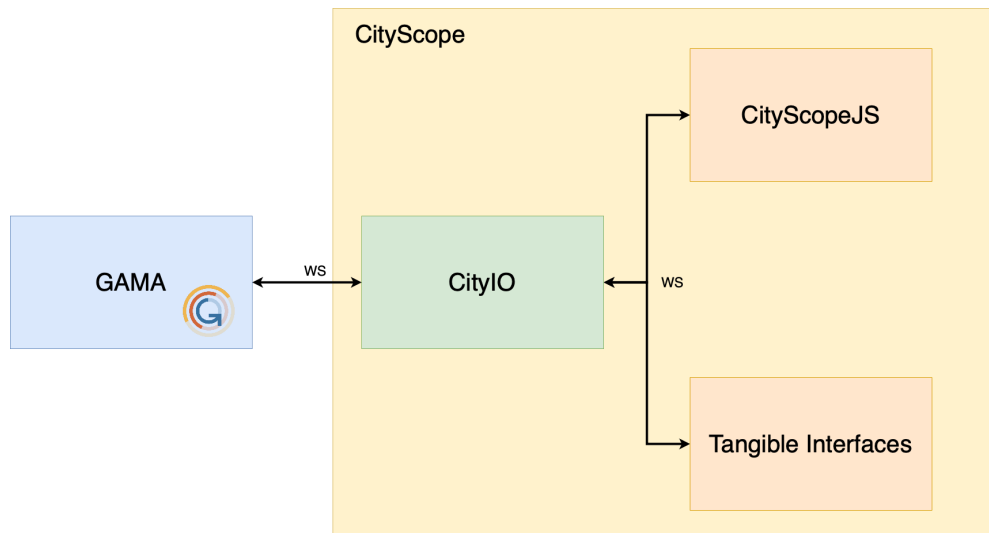 CityScope
CityScopeJS
GAMA
WS
CityIO
WS
Tangible Interfaces